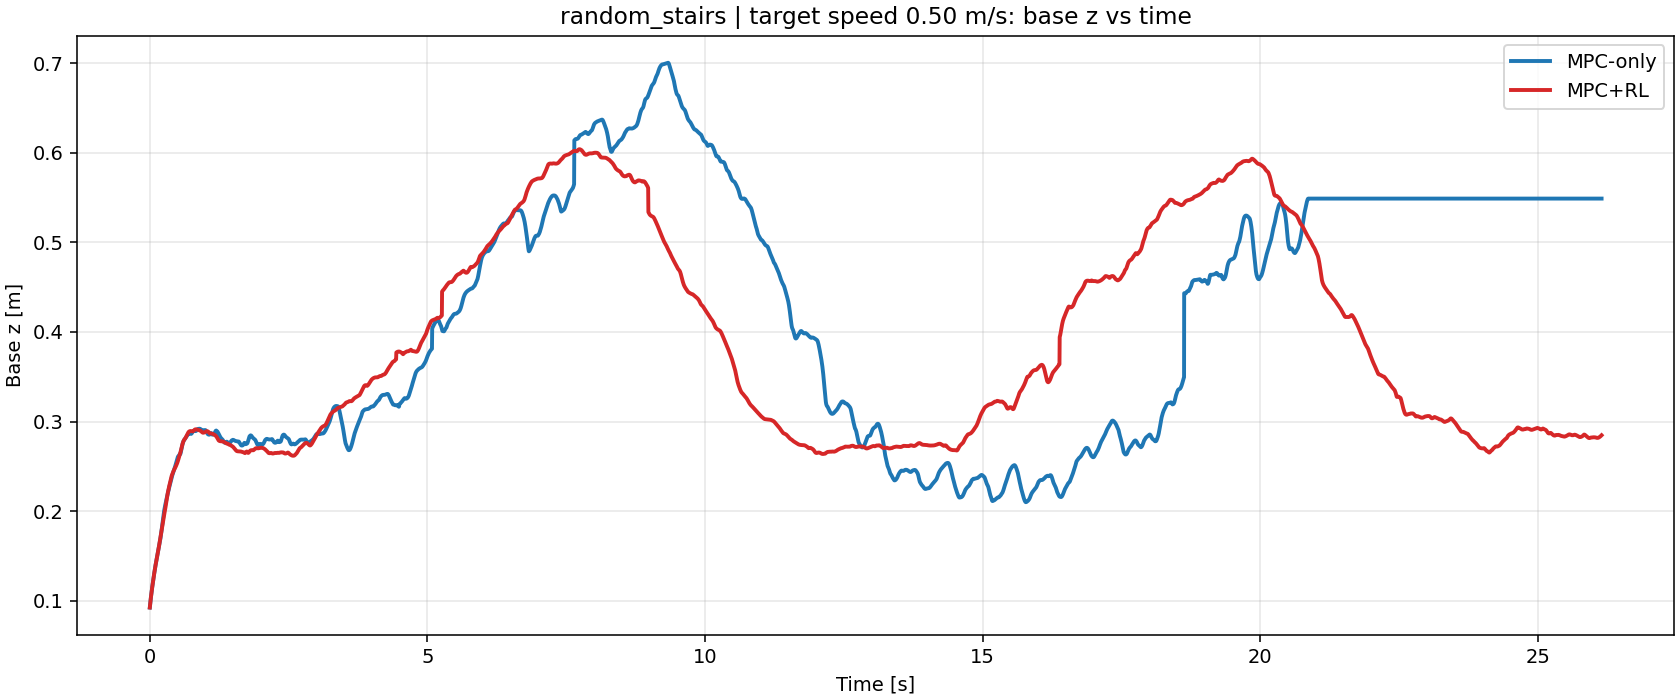 random_stairs | target speed 0.50 m/s: base z vs time
MPC-only
MPC+RL
Base z [m]
0.7
0.6
0.5
0.4
0.3
0.2
0.1
0 5 10 15 20 25
Time [s]